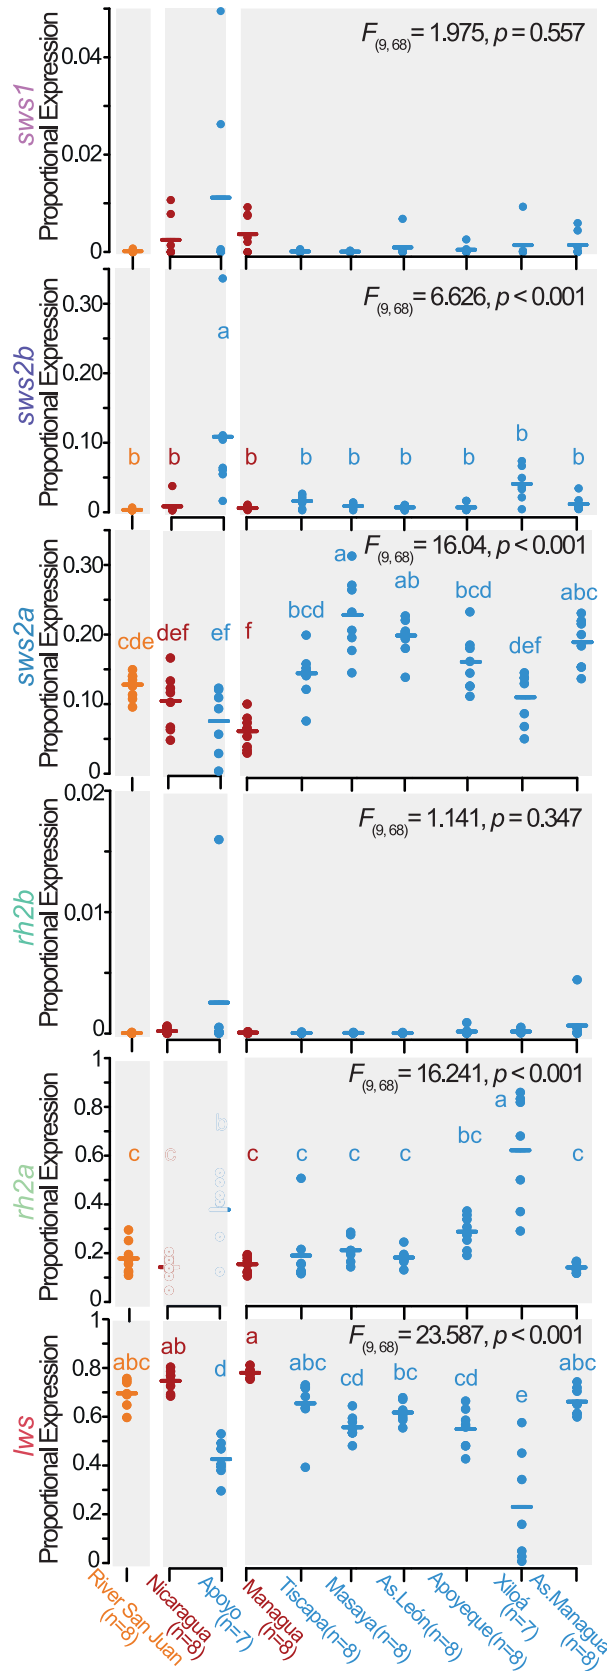 sws1
Proportional Expression
0.04
0.02
0
F(9, 68) = 1.975, p = 0.557
sws2b
Proportional Expression
0.30
0.20
0.10
0
F(9, 68) = 6.626, p < 0.001
a
b b b b b b b b b
sws2a
Proportional Expression
0.30
0.20
0.10
0
F(9, 68) = 16.04, p < 0.001
cde def ef f bcd a ab bcd def abc
rh2b
Proportional Expression
0.02
0.01
0
F(9, 68) = 1.141, p = 0.347
rh2a
Proportional Expression
1
0.8
0.6
0.4
0.2
0
F(9, 68) = 16.241, p < 0.001
c c b c c c c bc a c
lws
Proportional Expression
1
0.8
0.6
0.4
0.2
0
F(9, 68) = 23.587, p < 0.001
abc ab d a abc cd bc cd e abc
River San Juan
(n=8)
Nicaragua
(n=8)
Apoyo
(n=7)
Managua
(n=8)
Tiscapa(n=8)
Masaya(n=8)
As.León(n=8)
Apoyeque(n=8)
Xiloá
(n=7)
As.Managua
(n=8)